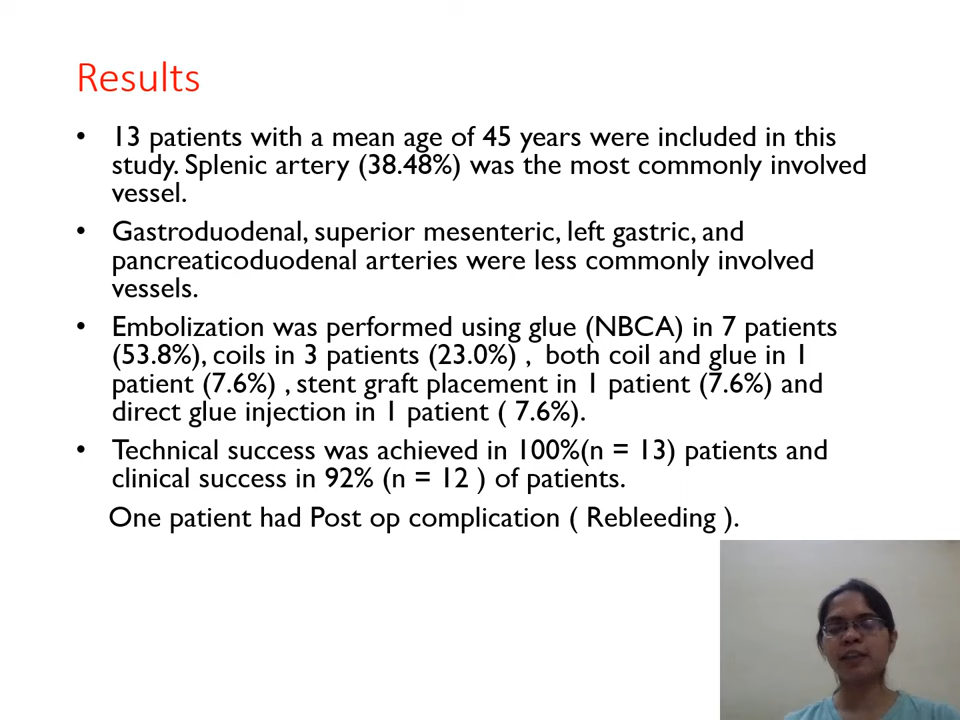 Results
• 13 patients with a mean age of 45 years were included in this
study. Splenic artery (38.48%) was the most commonly involved
vessel.
• Gastroduodenal, superior mesenteric, left gastric, and
pancreaticoduodenal arteries were less commonly involved
vessels.
• Embolization was performed using glue (NBCA) in 7 patients
(53.8%), coils in 3 patients (23.0%) , both coil and glue in 1
patient (7.6%) , stent graft placement in 1 patient (7.6%) and
direct glue injection in 1 patient ( 7.6%).
• Technical success was achieved in 100%(n = 13) patients and
clinical success in 92% (n = 12 ) of patients.
One patient had Post op complication ( Rebleeding ).